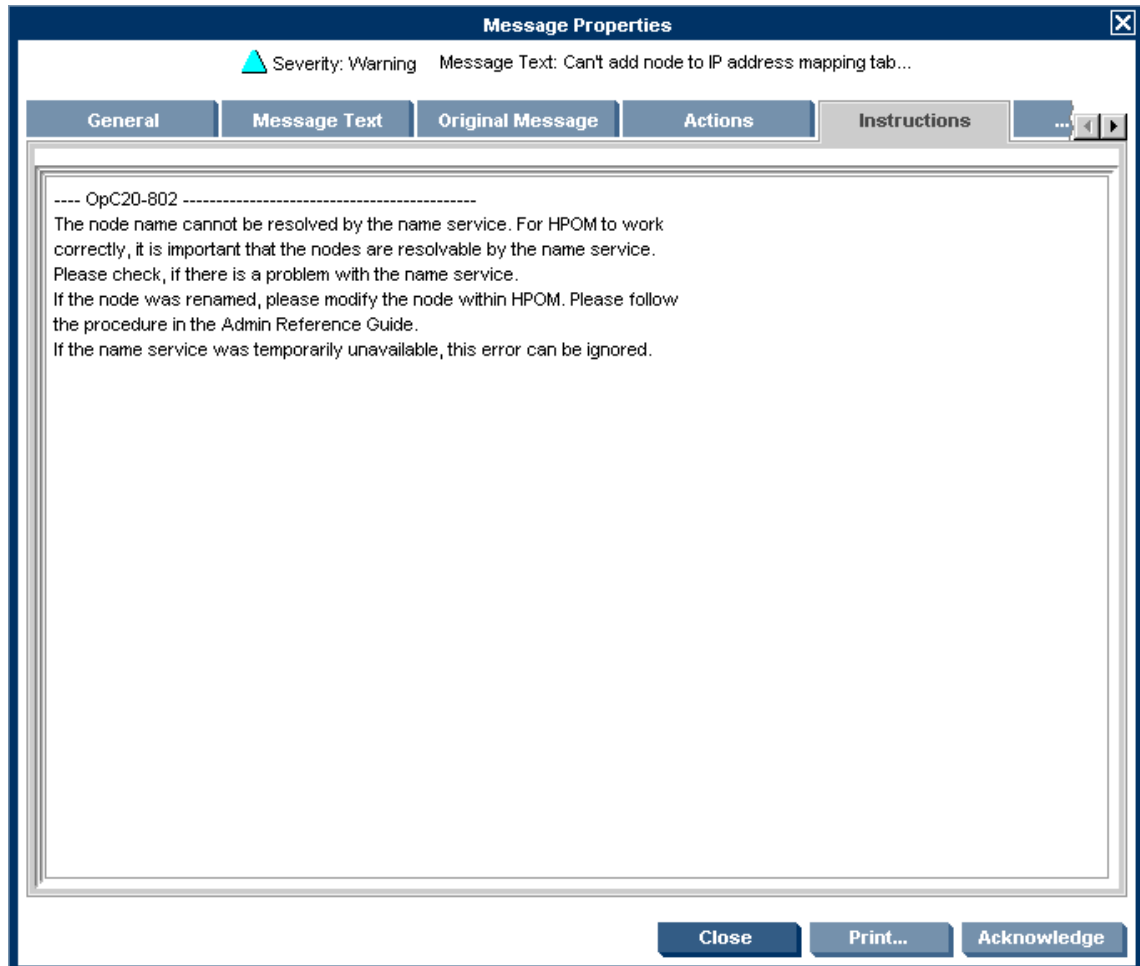 Message Properties
Severity: Warning Message Text: Can't add node to IP address mapping tab...
General Message Text Original Message Actions Instructions ...
---- OpC20-802 --------------------------------------------
The node name cannot be resolved by the name service. For HPOM to work
correctly, it is important that the nodes are resolvable by the name service.
Please check, if there is a problem with the name service.
If the node was renamed, please modify the node within HPOM. Please follow
the procedure in the Admin Reference Guide.
If the name service was temporarily unavailable, this error can be ignored.
Close Print... Acknowledge